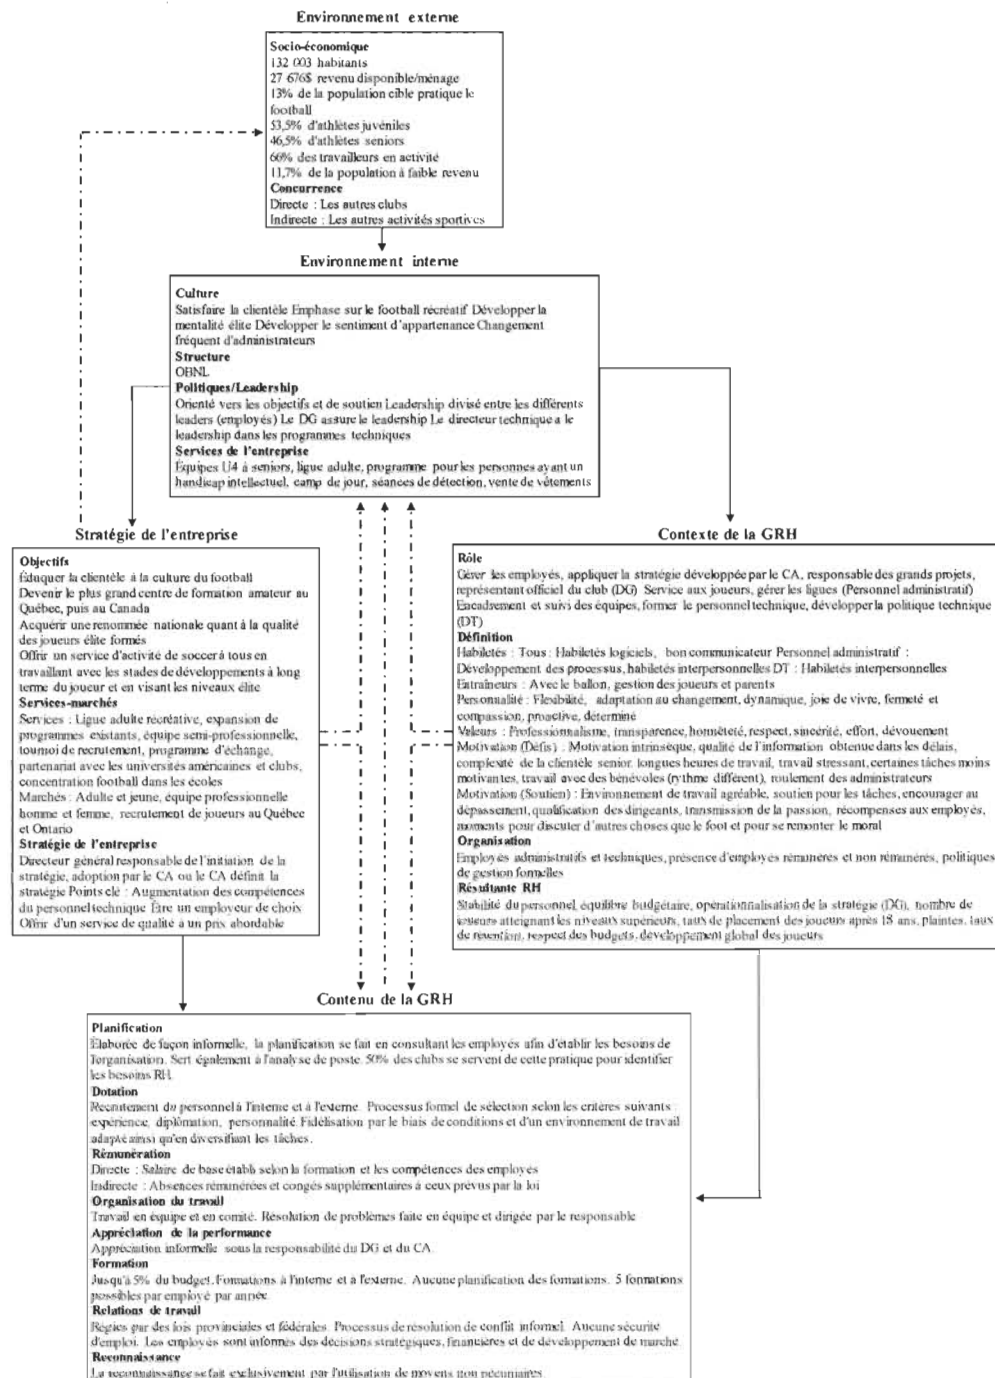 Environnement externe
Socio-économique
132 003 habitants
27 676$ revenu disponible/ménage
13% de la population cible pratique le
football
53,5% d'athlètes juvéniles
46,5% d'athlètes seniors
66% des travailleurs en activité
11,7% de la population à faible revenu
Concurrence
Directe : Les autres clubs
Indirecte : Les autres activités sportives
Environnement interne
Culture
Satisfaire la clientèle Emphase sur le football récréatif Développer la
mentalité élite Développer le sentiment d'appartenance Changement
fréquent d'administrateurs
Structure
OBNL
Politiques/Leadership
Orienté vers les objectifs et de soutien Leadership divisé entre les différents
leaders (employés) Le DG assure le leadership Le directeur technique a le
leadership dans les programmes techniques
Services de l'entreprise
Équipes U4 à seniors, ligue adulte, programme pour les personnes ayant un
handicap intellectuel, camp de jour, séances de détection, vente de vêtements
Stratégie de l'entreprise
Objectifs
Éduquer la clientèle à la culture du football
Devenir le plus grand centre de formation amateur au
Québec, puis au Canada
Acquérir une renommée nationale quant à la qualité
des joueurs élite formés
Offrir un service d'activité de soccer à tous en
travaillant avec les stades de développements à long
terme du joueur et en visant les niveaux élite
Services-marchés
Services : Ligue adulte récréative, expansion de
programmes existants, équipe semi-professionnelle,
tournoi de recrutement, programme d'échange,
partenariat avec les universités américaines et clubs,
concentration football dans les écoles
Marchés : Adulte et jeune, équipe professionnelle
homme et femme, recrutement de joueurs au Québec
et Ontario
Stratégie de l'entreprise
Directeur général responsable de l'initiation de la
stratégie, adoption par le CA ou le CA définit la
stratégie Points clé : Augmentation des compétences
du personnel technique Être un employeur de choix
Offrir d'un service de qualité à un prix abordable
Contexte de la GRH
Rôle
Gérer les employés, appliquer la stratégie développée par le CA, responsable des grands projets,
représentant officiel du club (DG) Service aux joueurs, gérer les ligues (Personnel administratif)
Encadrement et suivi des équipes, former le personnel technique, développer la politique technique
(DT)
Définition
Habiletés : Tous: Habiletés logiciels, bon communicateur Personnel administratif :
Développement des processus, habiletés interpersonnelles DT : Habiletés interpersonnelles
Entraîneurs : Avec le ballon, gestion des joueurs et parents
Personnalité : Flexibilité, adaptation au changement, dynamique, joie de vivre, fermeté et
compassion, proactive, déterminé
Valeurs : Professionnalisme, transparence, honnêteté, respect, sincérité, effort, dévouement
Motivation (Défis) : Motivation intrinsèque, qualité de l'information obtenue dans les délais,
complexité de la clientèle senior, longues heures de travail, travail stressant, certaines tâches moins
motivantes, travail avec des bénévoles (rythme différent), roulement des administrateurs
Motivation (Soutien) : Environnement de travail agréable, soutien pour les tâches, encourager au
dépassement, qualification des dirigeants, transmission de la passion, récompenses aux employés,
moments pour discuter d'autres choses que le foot et pour se remonter le moral
Organisation
Employés administratifs et techniques, présence d'employés rémunérés et non rémunérés, politiques
de gestion formelles
Résultante RH
Stabilité du personnel, équilibre budgétaire, opérationnalisation de la stratégie (DG), nombre de
joueurs atteignant les niveaux supérieurs, taux de placement des joueurs après 18 ans, plaintes, taux
de rétention, respect des budgets, développement global des joueurs
Contenu de la GRH
Planification
Élaborée de façon informelle, la planification se fait en consultant les employés afin d'établir les besoins de
l'organisation. Sert également à l'analyse de poste. 50% des clubs se servent de cette pratique pour identifier
les besoins RH.
Dotation
Recrutement du personnel à l'interne et à l'externe. Processus formel de sélection selon les critères suivants :
expérience, diplômation, personnalité. Fidélisation par le biais de conditions et d'un environnement de travail
adapté ainsi qu'en diversifiant les tâches.
Rémunération
Directe : Salaire de base établi selon la formation et les compétences des employés
Indirecte : Absences rémunérées et congés supplémentaires à ceux prévus par la loi
Organisation du travail
Travail en équipe et en comité. Résolution de problèmes faite en équipe et dirigée par le responsable
Appréciation de la performance
Appréciation informelle sous la responsabilité du DG et du CA.
Formation
Jusqu'à 5% du budget. Formations à l'interne et à l'externe. Aucune planification des formations. 5 formations
possibles par employé par année
Relations de travail
Régies par des lois provinciales et fédérales. Processus de résolution de conflit informel. Aucune sécurité
d'emploi. Les employés sont informés des décisions stratégiques, financières et de développement de marché
Reconnaissance
La reconnaissance se fait exclusivement par l'utilisation de moyens non pécuniaires